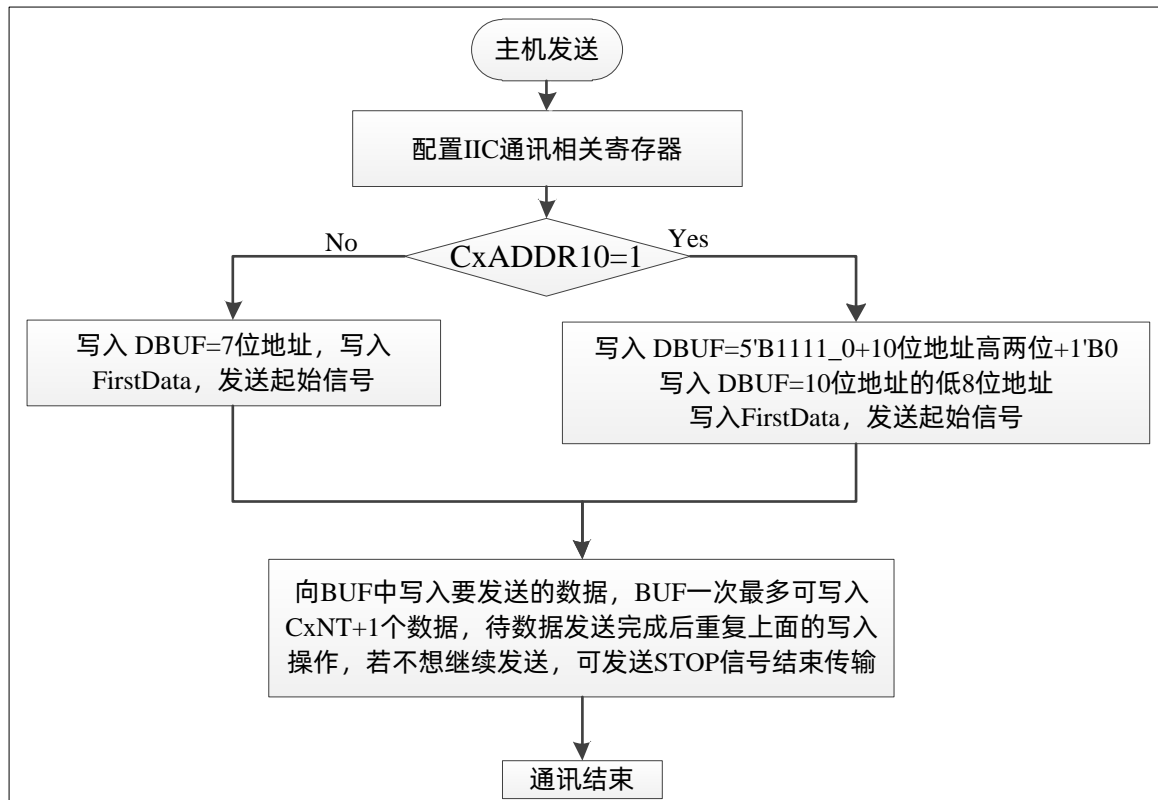 主机发送
配置IIC通讯相关寄存器
CxADDR10=1
No
Yes
写入 DBUF=7位地址，写入
FirstData，发送起始信号
写入 DBUF=5'B1111_0+10位地址高两位+1'B0
写入 DBUF=10位地址的低8位地址
写入FirstData，发送起始信号
向BUF中写入要发送的数据，BUF一次最多可写入
CxNT+1个数据，待数据发送完成后重复上面的写入
操作，若不想继续发送，可发送STOP信号结束传输
通讯结束